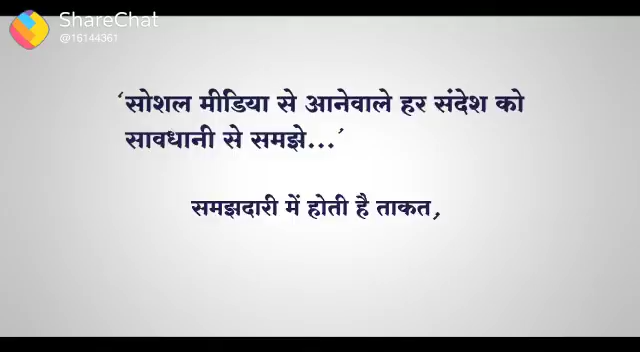 ShareChat
@16144361
‘सोशल मीडिया से आनेवाले हर संदेश को
सावधानी से समझे...’
समझदारी में होती है ताकत,